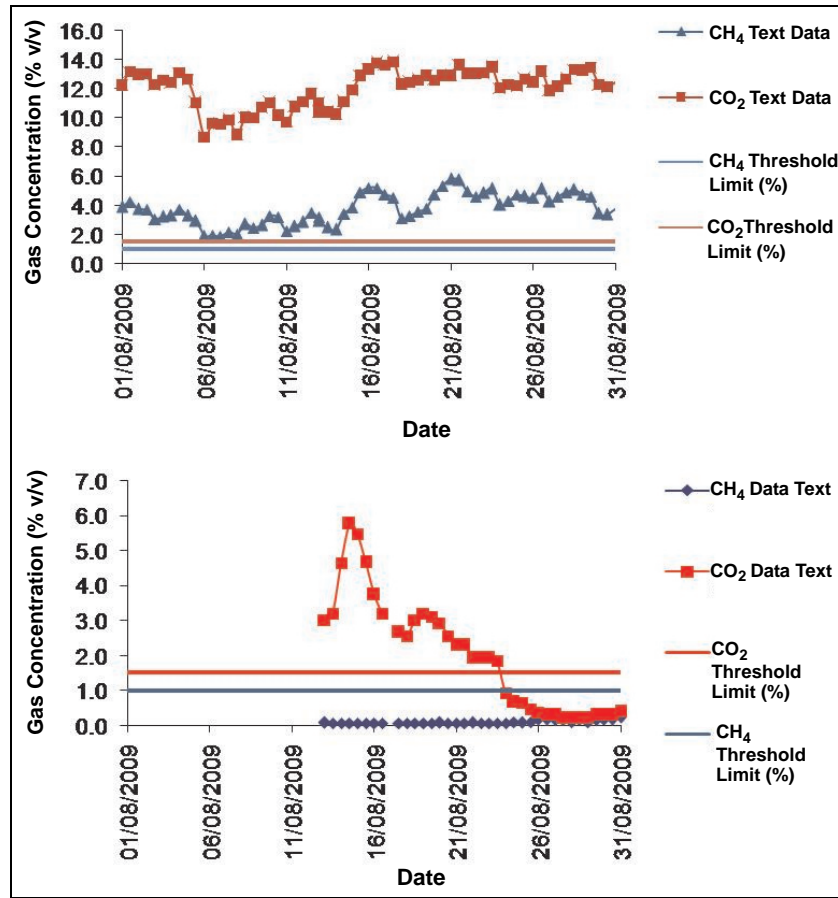 Gas Concentration (% v/v)
16.0
14.0
12.0
10.0
8.0
6.0
4.0
2.0
0.0
01/08/2009
06/08/2009
11/08/2009
16/08/2009
21/08/2009
26/08/2009
31/08/2009
Date
CH₄ Text Data
CO₂ Text Data
CH₄ Threshold
Limit (%)
CO₂Threshold
Limit (%)
Gas Concentration (% v/v)
7.0
6.0
5.0
4.0
3.0
2.0
1.0
0.0
01/08/2009
06/08/2009
11/08/2009
16/08/2009
21/08/2009
26/08/2009
31/08/2009
Date
CH₄ Data Text
CO₂ Data Text
CO₂
Threshold
Limit (%)
CH₄
Threshold
Limit (%)